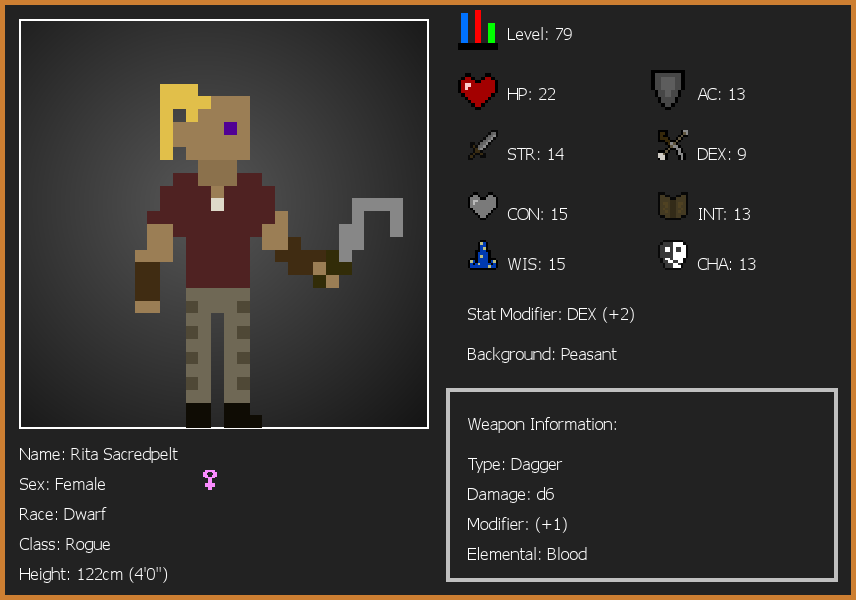 Level: 79
HP: 22
AC: 13
STR: 14
DEX: 9
CON: 15
INT: 13
WIS: 15
CHA: 13
Stat Modifier: DEX (+2)
Background: Peasant
Weapon Information:
Type: Dagger
Damage: d6
Modifier: (+1)
Elemental: Blood
Name: Rita Sacredpelt
Sex: Female
Race: Dwarf
Class: Rogue
Height: 122cm (4'0")